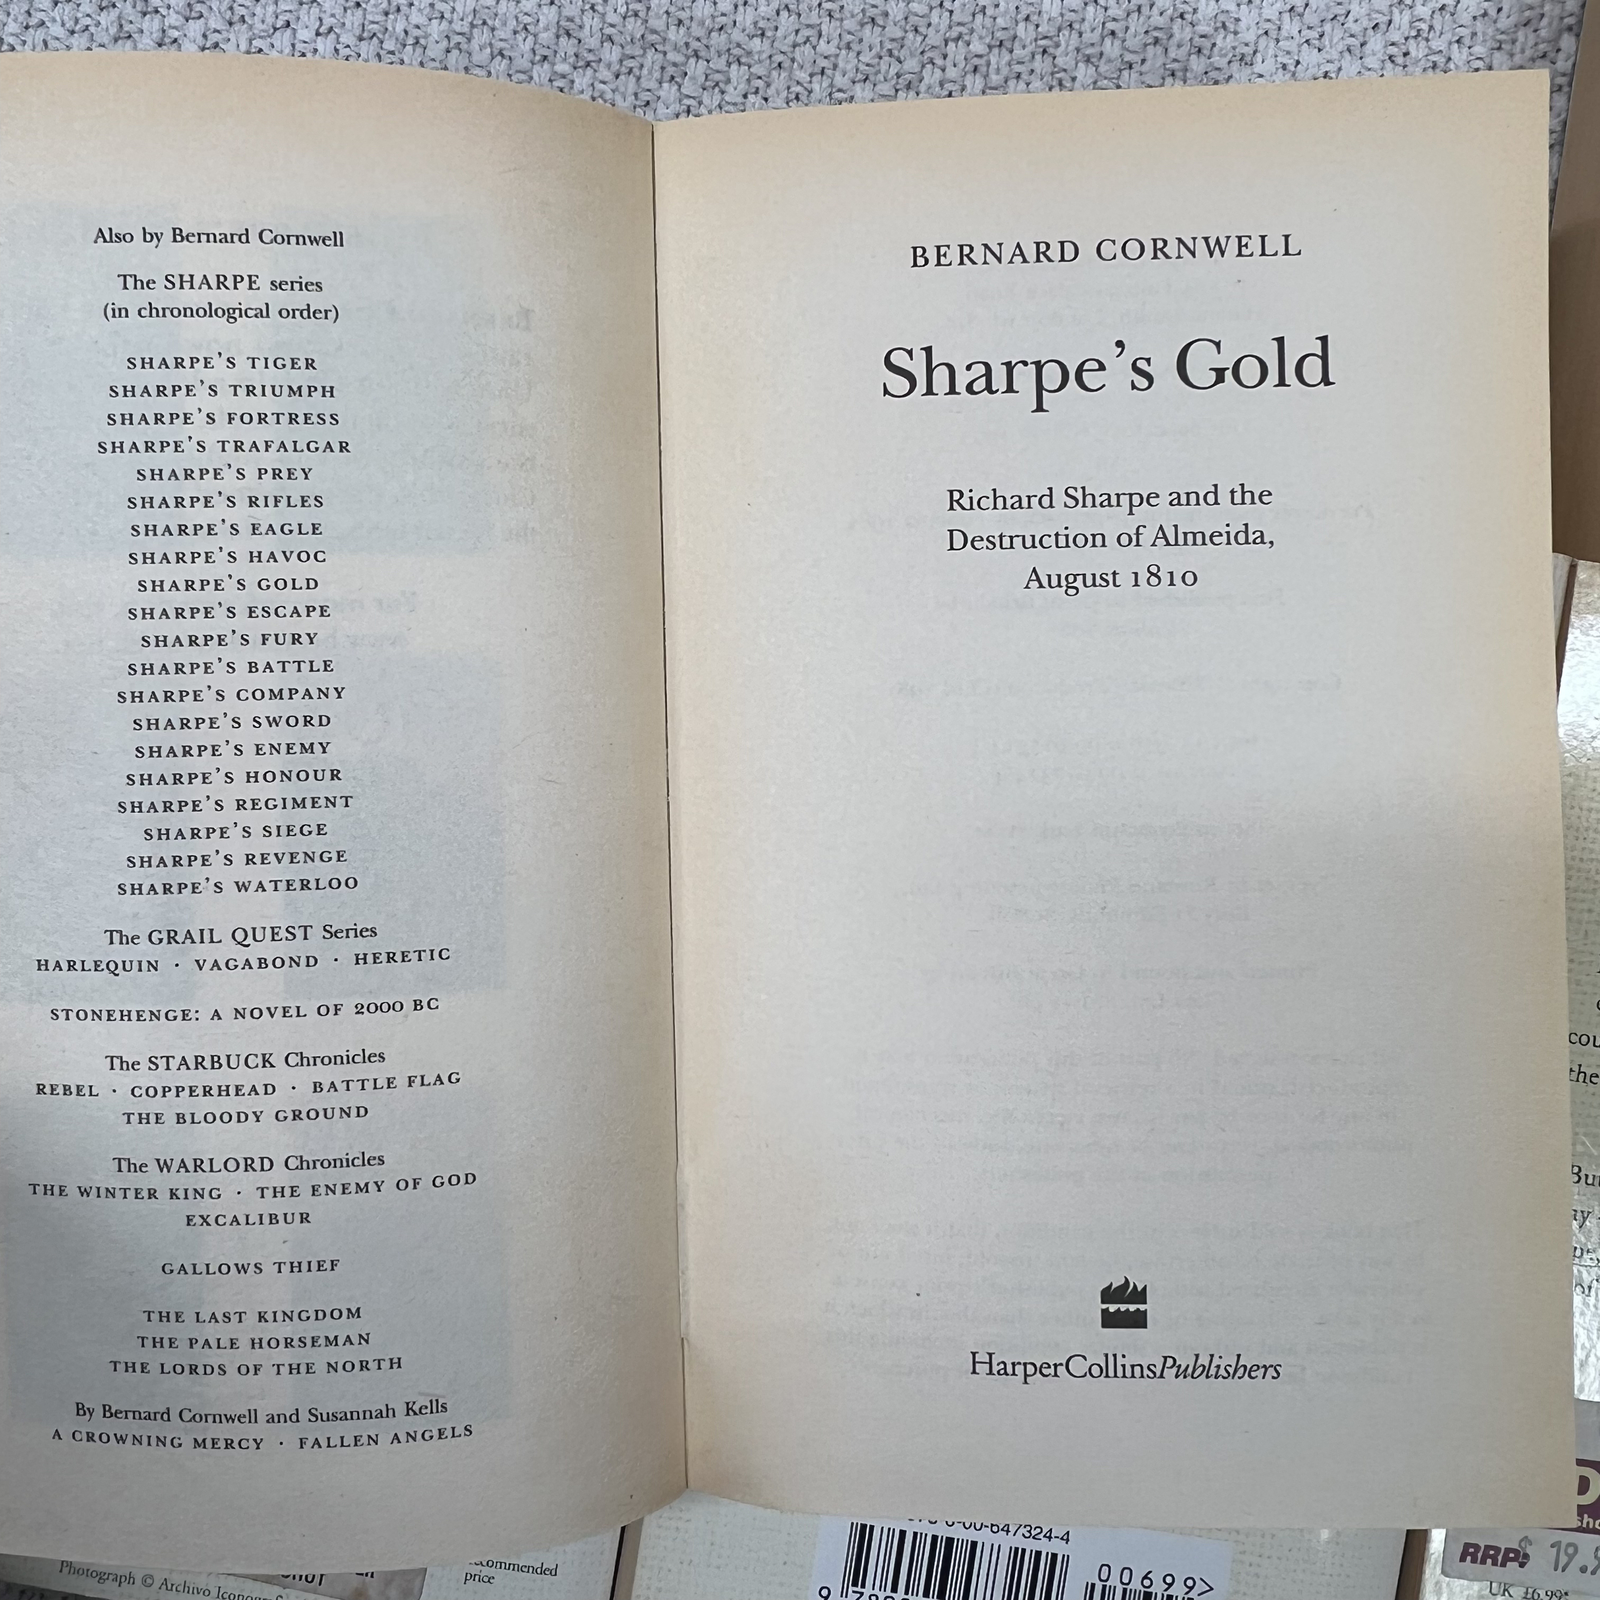 Also by Bernard Cornwell
The SHARPE series
(in chronological order)
SHARPE'S TIGER
SHARPE'S TRIUMPH
SHARPE'S FORTRESS
SHARPE'S TRAFALGAR
SHARPE'S PREY
SHARPE'S RIFLES
SHARPE'S EAGLE
SHARPE'S HAVOC
SHARPE'S GOLD
SHARPE'S ESCAPE
SHARPE'S FURY
SHARPE'S BATTLE
SHARPE'S COMPANY
SHARPE'S SWORD
SHARPE'S ENEMY
SHARPE'S HONOUR
SHARPE'S REGIMENT
SHARPE'S SIEGE
SHARPE'S REVENGE
SHARPE'S WATERLOO
The GRAIL QUEST Series
HARLEQUIN · VAGABOND · HERETIC
STONEHENGE: A NOVEL OF 2000 BC
The STARBUCK Chronicles
REBEL · COPPERHEAD · BATTLE FLAG
THE BLOODY GROUND
The WARLORD Chronicles
THE WINTER KING · THE ENEMY OF GOD
EXCALIBUR
GALLOWS THIEF
THE LAST KINGDOM
THE PALE HORSEMAN
THE LORDS OF THE NORTH
By Bernard Cornwell and Susannah Kells
A CROWNING MERCY · FALLEN ANGELS
BERNARD CORNWELL
Sharpe's Gold
Richard Sharpe and the
Destruction of Almeida,
August 1810
HarperCollinsPublishers
Photograph © Archivo
price
00699>
RRP
UK £6.99*